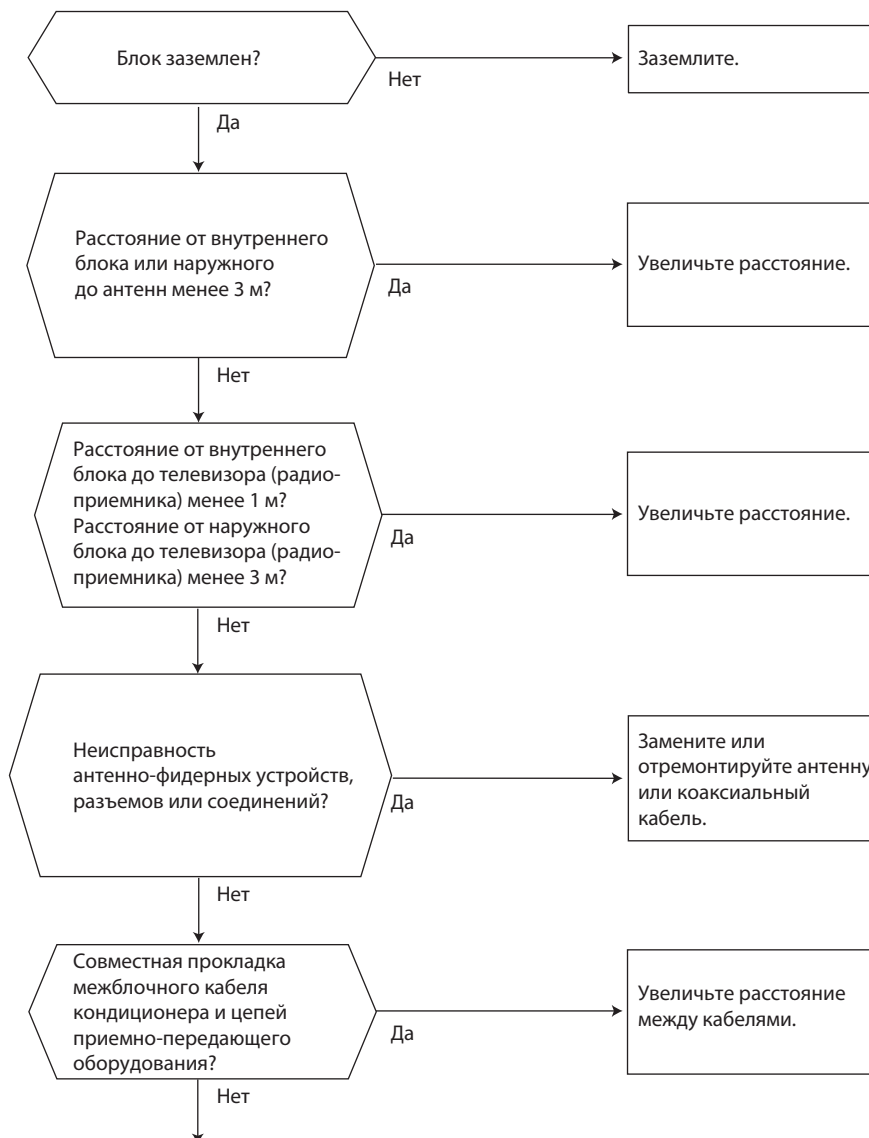 Блок заземлен?
Нет
Заземлите.
Да
Расстояние от внутреннего
блока или наружного
до антенн менее 3 м?
Да
Увеличьте расстояние.
Нет
Расстояние от внутреннего
блока до телевизора (радио-
приемника) менее 1 м?
Расстояние от наружного
блока до телевизора (радио-
приемника) менее 3 м?
Да
Увеличьте расстояние.
Нет
Неисправность
антенно-фидерных устройств,
разъемов или соединений?
Да
Замените или
отремонтируйте антенну
или коаксиальный
кабель.
Нет
Совместная прокладка
межблочного кабеля
кондиционера и цепей
приемно-передающего
оборудования?
Да
Увеличьте расстояние
между кабелями.
Нет